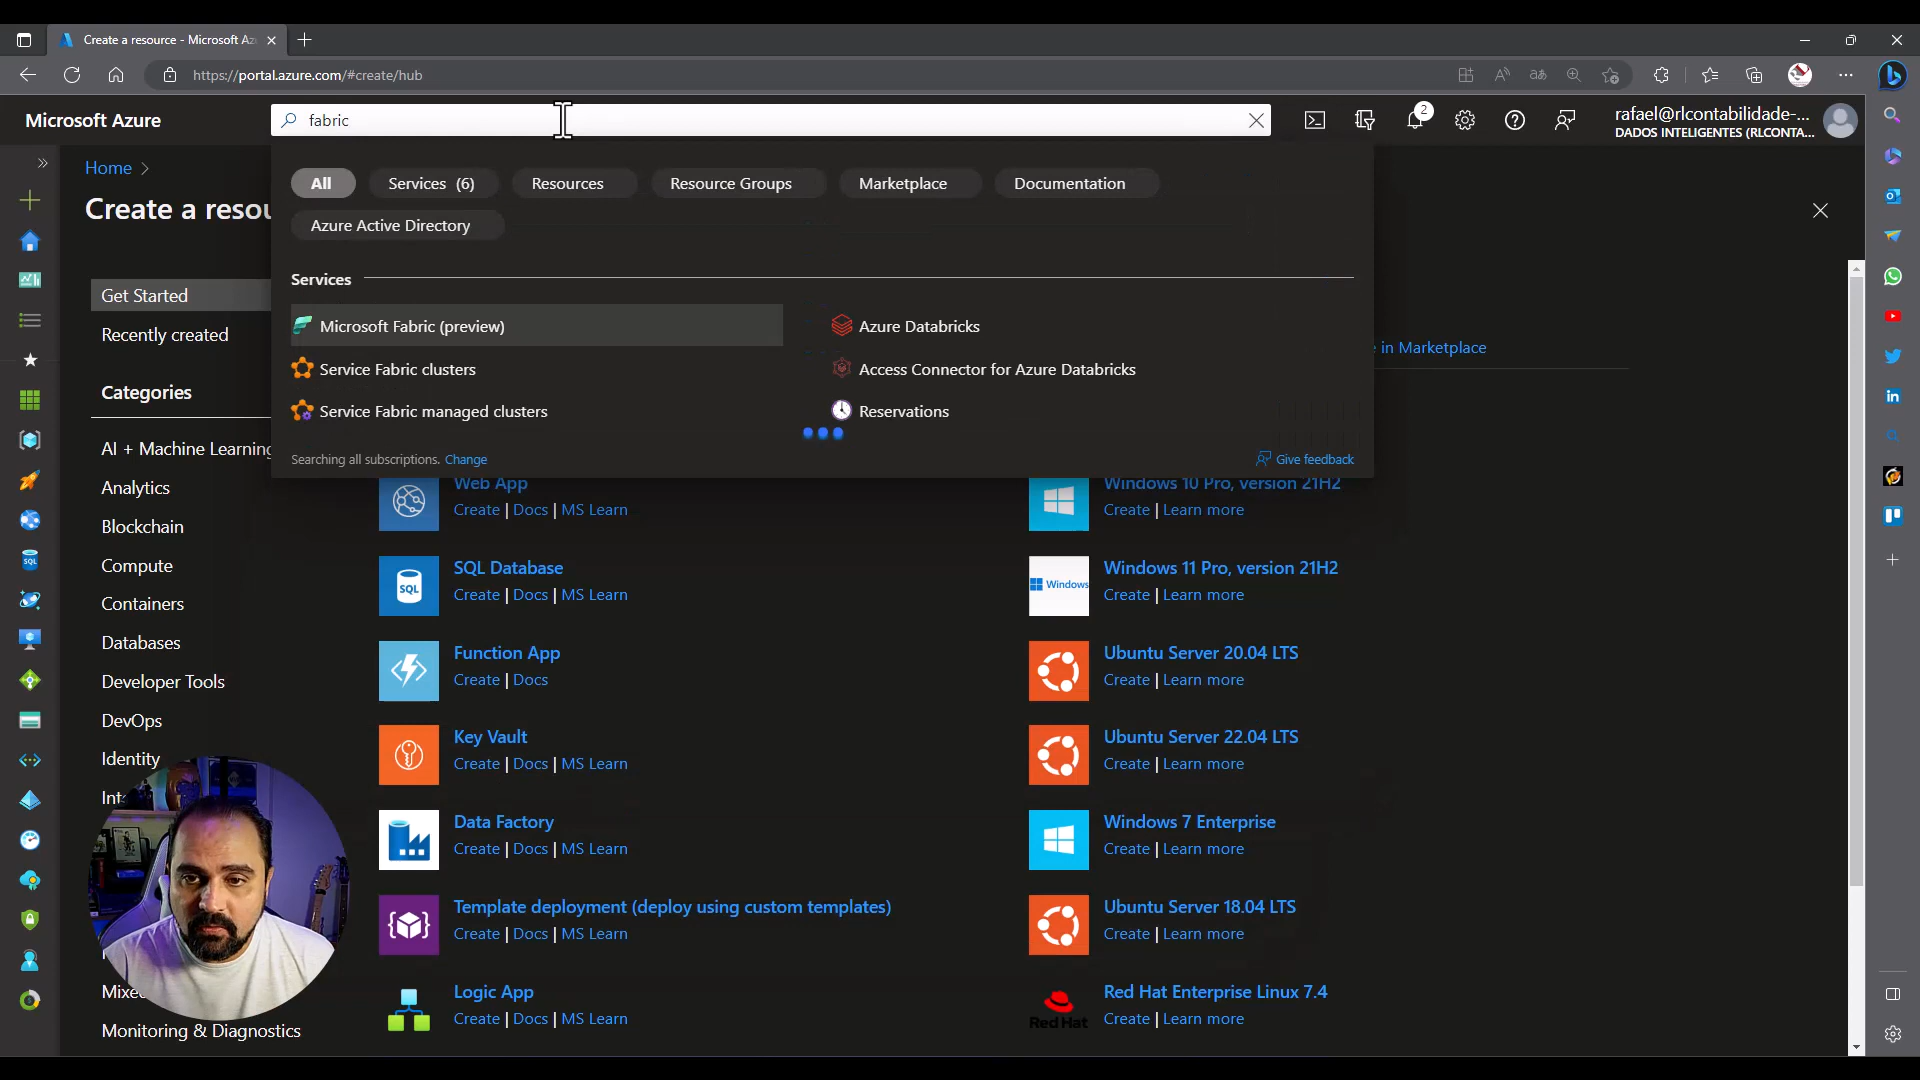 Create a resource - Microsoft Az
https://portal.azure.com/#create/hub
Microsoft Azure
fabric
2
rafael@rlcontabilidade-...
DADOS INTELIGENTES (RLCONTA...
Home
Create a resou
All
Services (6)
Resources
Resource Groups
Marketplace
Documentation
Azure Active Directory
Services
Microsoft Fabric (preview)
Azure Databricks
Service Fabric clusters
Access Connector for Azure Databricks
Service Fabric managed clusters
Reservations
Searching all subscriptions. Change
Give feedback
in Marketplace
Get Started
Recently created
Categories
AI + Machine Learning
Analytics
Blockchain
Compute
Containers
Databases
Developer Tools
DevOps
Identity
Int
Mixe
Monitoring & Diagnostics
Web App
Create | Docs | MS Learn
SQL
SQL Database
Create | Docs | MS Learn
Function App
Create | Docs
Key Vault
Create | Docs | MS Learn
Data Factory
Create | Docs | MS Learn
Template deployment (deploy using custom templates)
Create | Docs | MS Learn
Logic App
Create | Docs | MS Learn
Windows 10 Pro, version 21H2
Create | Learn more
Windows
Windows 11 Pro, version 21H2
Create | Learn more
Ubuntu Server 20.04 LTS
Create | Learn more
Ubuntu Server 22.04 LTS
Create | Learn more
Windows 7 Enterprise
Create | Learn more
Ubuntu Server 18.04 LTS
Create | Learn more
Red Hat
Red Hat Enterprise Linux 7.4
Create | Learn more